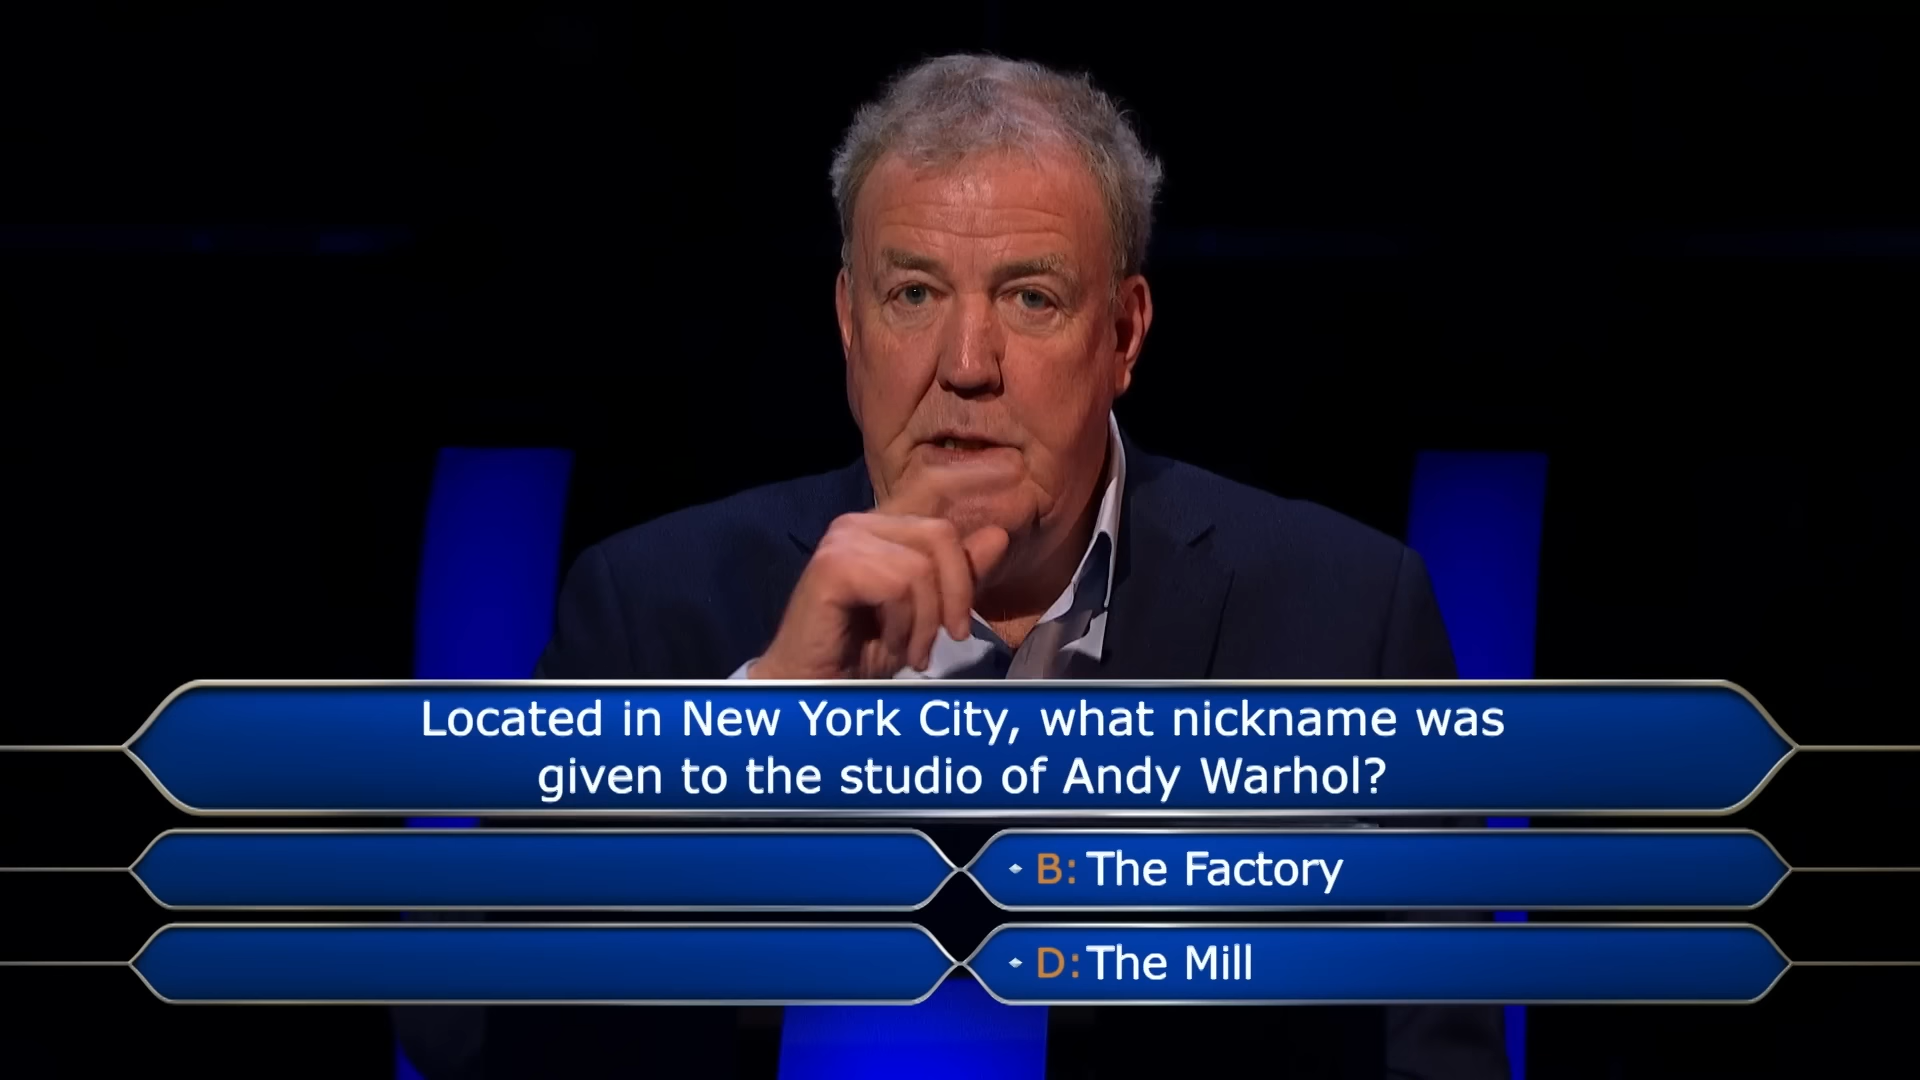 Located in New York City, what nickname was
given to the studio of Andy Warhol?
B: The Factory
D: The Mill